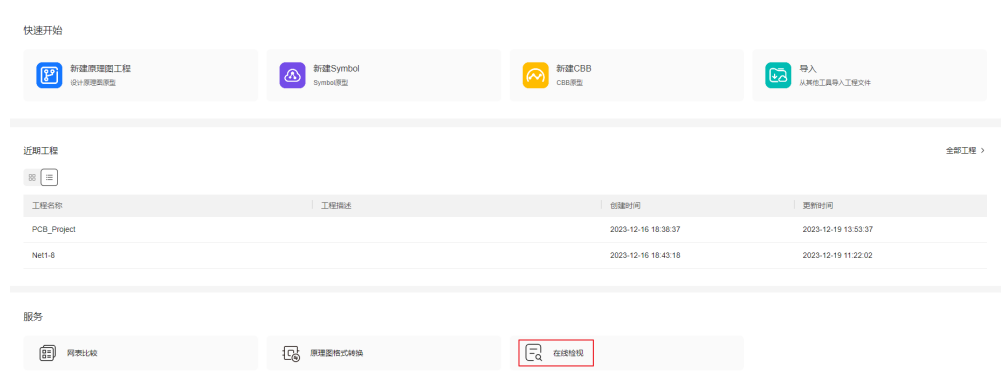 快速开始
新建原理图工程
设计原理图原型
新建Symbol
Symbol原型
新建CBB
CBB原型
导入
从其他工具导入工程文件
近期工程
全部工程
工程名称 工程描述 创建时间 更新时间
PCB_Project 2023-12-16 18:38:37 2023-12-19 13:53:37
Net1-8 2023-12-16 18:43:18 2023-12-19 11:22:02
服务
网表比较
原理图格式转换
在线检视